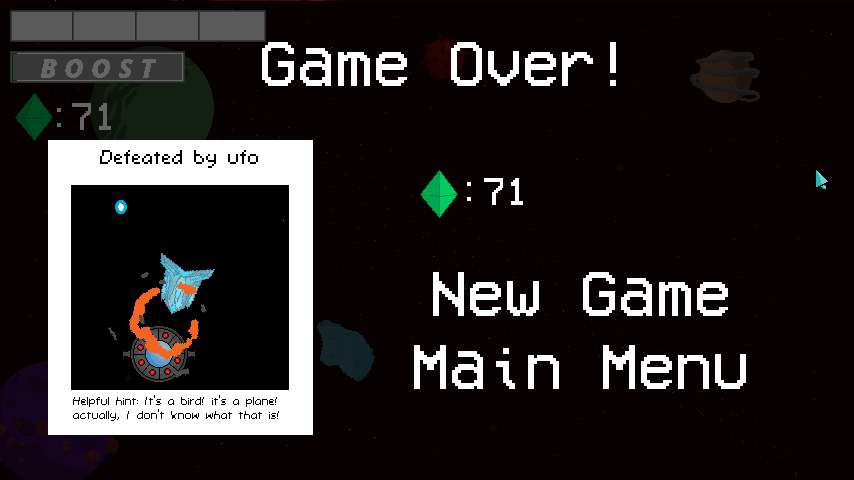 Game Over!
BOOST
:71
Defeated by ufo
:71
Helpful hint: It's a bird! it's a plane!
actually, I don't know what that is!
New Game
Main Menu